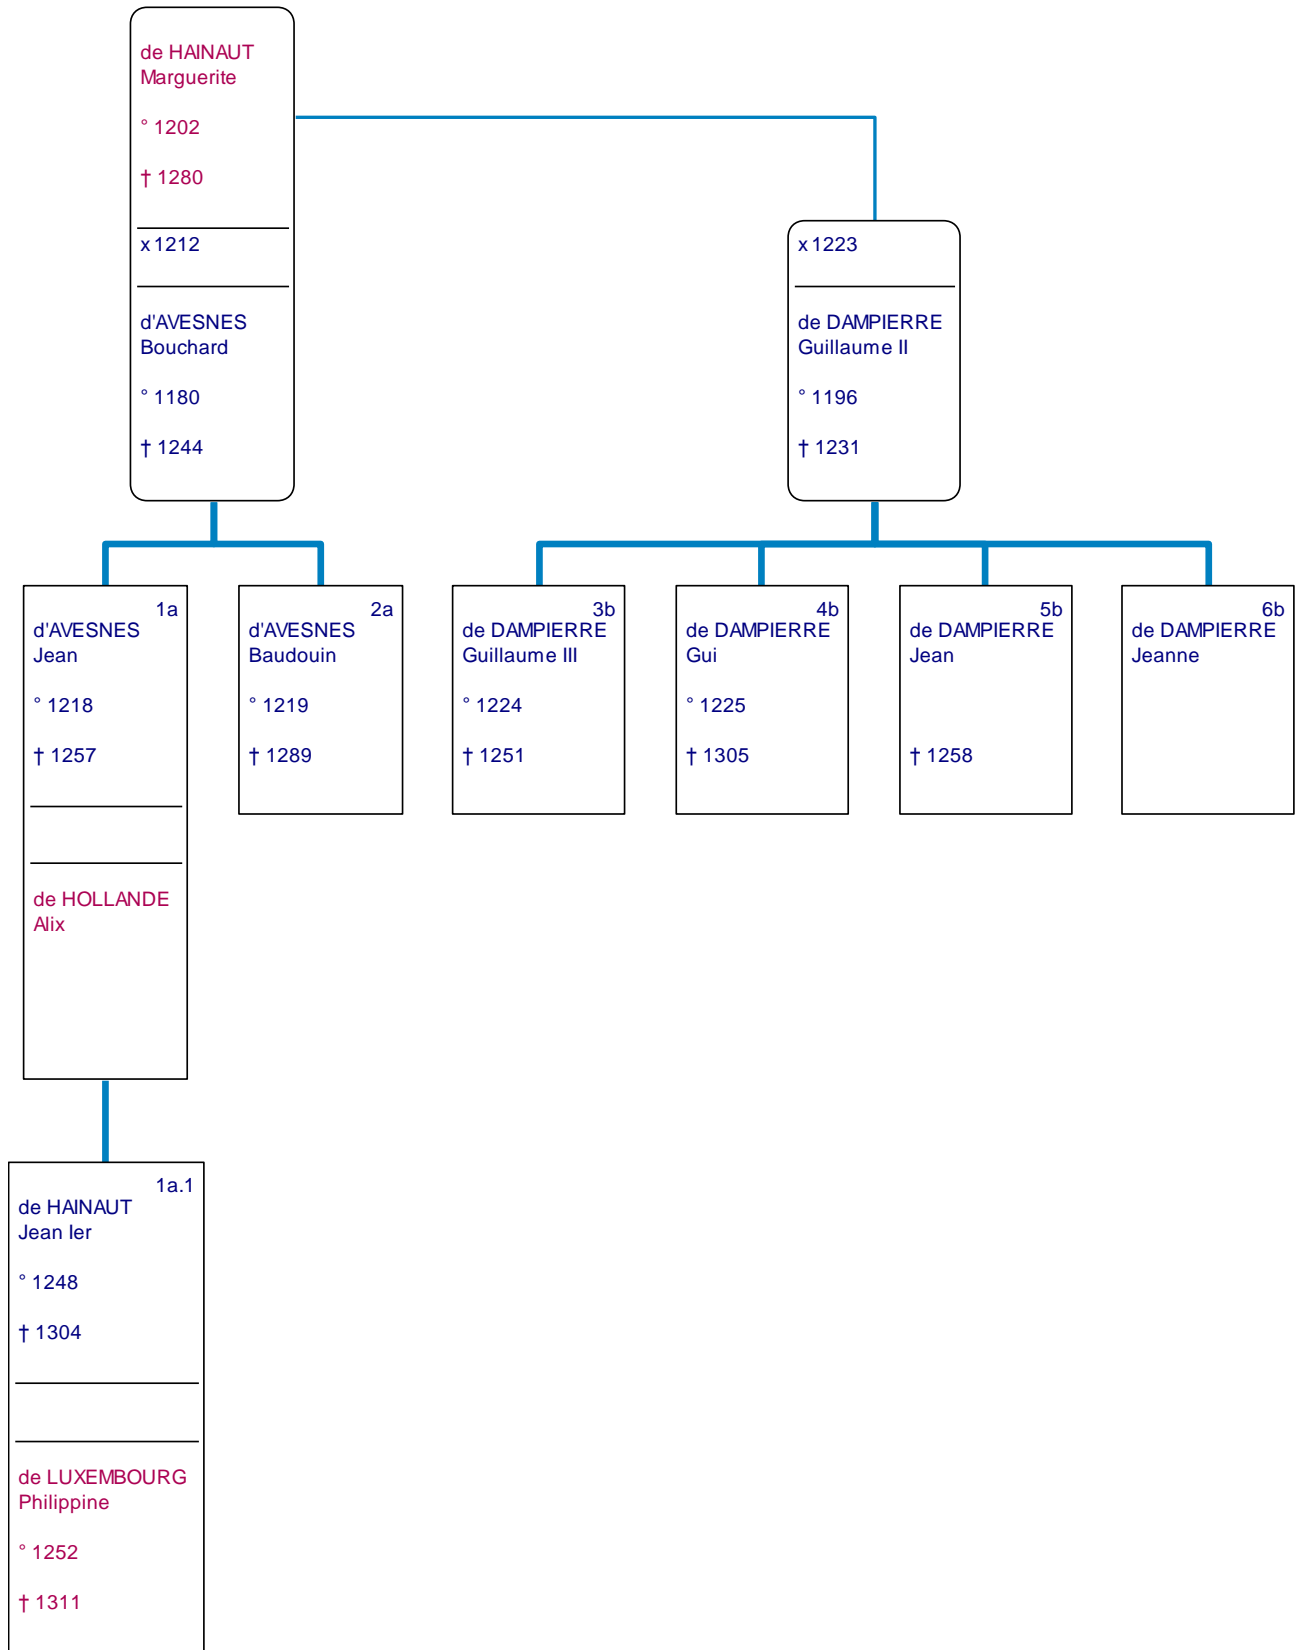 de HAINAUT
Marguerite
° 1202
† 1280
x 1212
d'AVESNES
Bouchard
° 1180
† 1244
x 1223
de DAMPIERRE
Guillaume II
° 1196
† 1231
1a
d'AVESNES
Jean
° 1218
† 1257
de HOLLANDE
Alix
2a
d'AVESNES
Baudouin
° 1219
† 1289
3b
de DAMPIERRE
Guillaume III
° 1224
† 1251
4b
de DAMPIERRE
Gui
° 1225
† 1305
5b
de DAMPIERRE
Jean
† 1258
6b
de DAMPIERRE
Jeanne
1a.1
de HAINAUT
Jean Ier
° 1248
† 1304
de LUXEMBOURG
Philippine
° 1252
† 1311